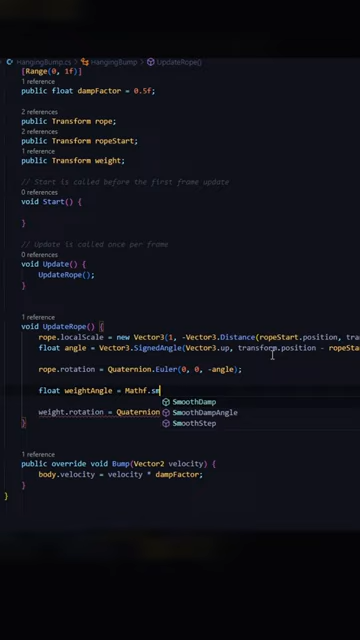 HangingBump.cs > HangingBump > UpdateRope()
[Range(0, 1f)]
1 reference
public float dampFactor = 0.5f;
2 references
public Transform rope;
2 references
public Transform ropeStart;
1 reference
public Transform weight;
// Start is called before the first frame update
0 references
void Start() {
}
// Update is called once per frame
0 references
void Update() {
UpdateRope();
}
1 reference
void UpdateRope() {
rope.localScale = new Vector3(1, -Vector3.Distance(ropeStart.position, tra
float angle = Vector3.SignedAngle(Vector3.up, transform.position - ropeSta
rope.rotation = Quaternion.Euler(0, 0, -angle);
float weightAngle = Mathf.sm
SmoothDamp
weight.rotation = Quaternion
SmoothDampAngle
}
SmoothStep
1 reference
public override void Bump(Vector2 velocity) {
body.velocity = velocity * dampFactor;
}
}